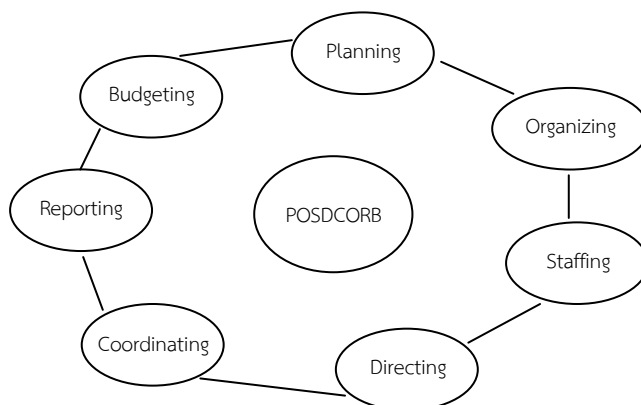 Planning
Budgeting
Organizing
Reporting
POSDCORB
Staffing
Coordinating
Directing